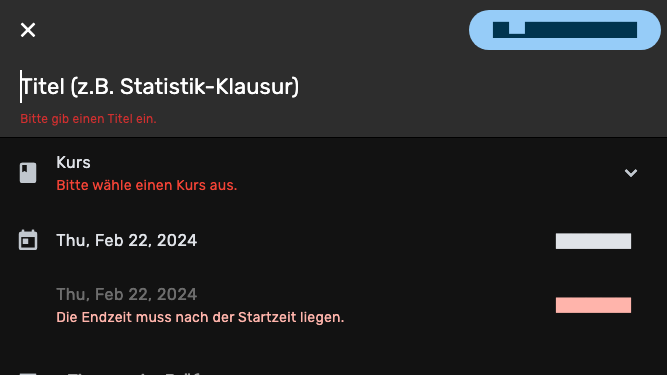 Titel (z.B. Statistik-Klausur)
Bitte gib einen Titel ein.
Kurs
Bitte wähle einen Kurs aus.
Thu, Feb 22, 2024
Thu, Feb 22, 2024
Die Endzeit muss nach der Startzeit liegen.